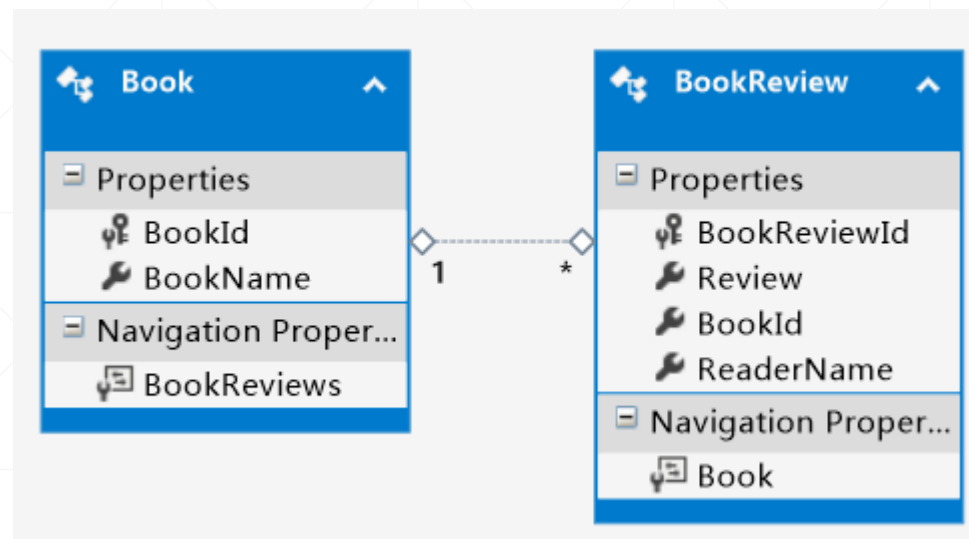 Book
Properties
BookId
BookName
Navigation Proper...
BookReviews
1
*
BookReview
Properties
BookReviewId
Review
BookId
ReaderName
Navigation Proper...
Book